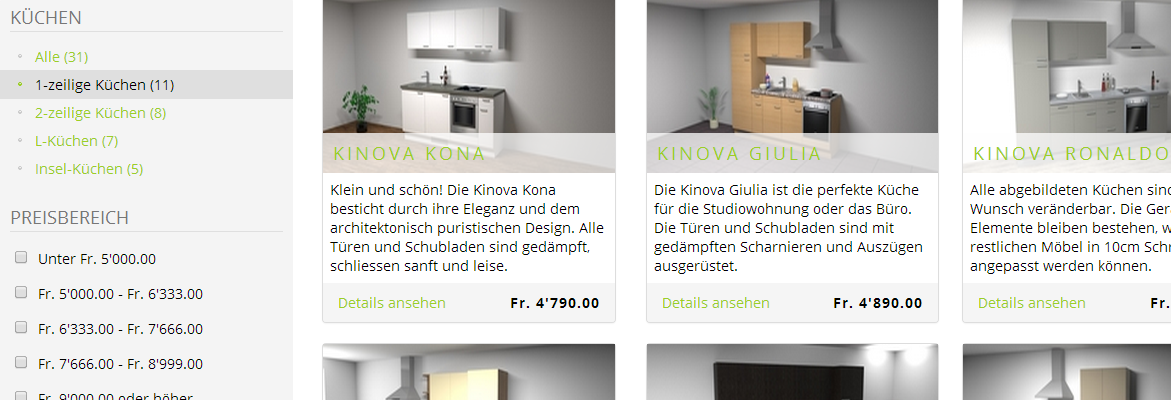 KÜCHEN
Alle (31)
1-zeilige Küchen (11)
2-zeilige Küchen (8)
L-Küchen (7)
Insel-Küchen (5)
PREISBEREICH
Unter Fr. 5'000.00
Fr. 5'000.00 - Fr. 6'333.00
Fr. 6'333.00 - Fr. 7'666.00
Fr. 7'666.00 - Fr. 8'999.00
Fr. 9'000.00 oder höher
KINOVA KONA
Klein und schön! Die Kinova Kona
besticht durch ihre Eleganz und dem
architektonisch puristischen Design. Alle
Türen und Schubladen sind gedämpft,
schliessen sanft und leise.
Details ansehen Fr. 4'790.00
KINOVA GIULIA
Die Kinova Giulia ist die perfekte Küche
für die Studiowohnung oder das Büro.
Die Türen und Schubladen sind mit
gedämpften Scharnieren und Auszügen
ausgerüstet.
Details ansehen Fr. 4'890.00
KINOVA RONALDO
Alle abgebildeten Küchen sind
Wunsch veränderbar. Die Ger
Elemente bleiben bestehen, w
restlichen Möbel in 10cm Schr
angepasst werden können.
Details ansehen Fr.